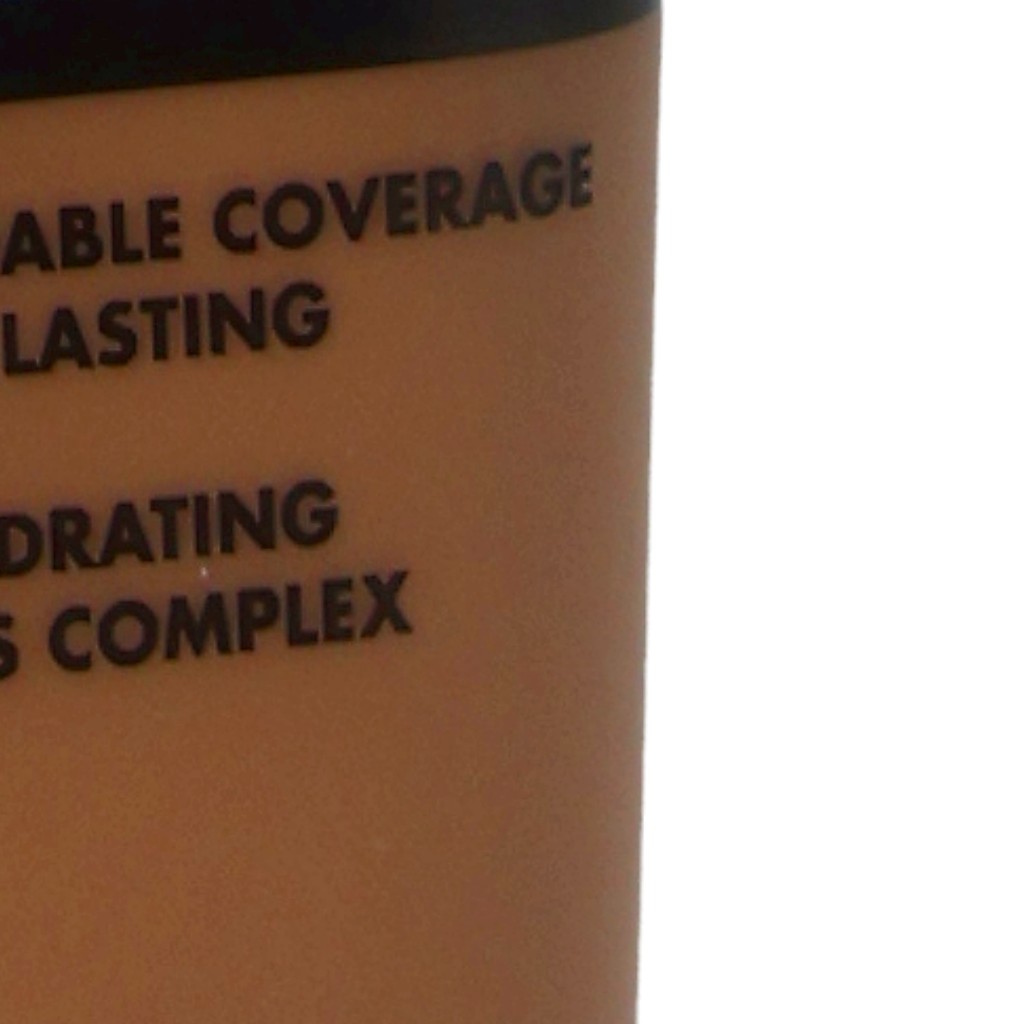 ABLE COVERAGE
LASTING
DRATING
S COMPLEX